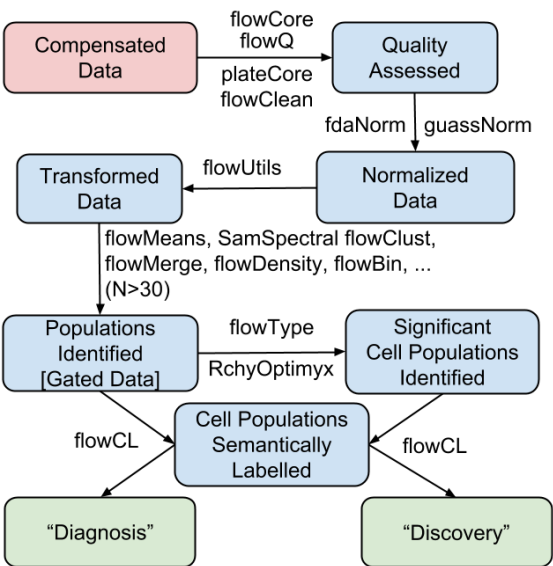 Compensated
Data
flowCore
flowQ
plateCore
flowClean
Quality
Assessed
fdaNorm
guassNorm
Normalized
Data
flowUtils
Transformed
Data
flowMeans, SamSpectral flowClust,
flowMerge, flowDensity, flowBin, ...
(N>30)
Populations
Identified
[Gated Data]
flowType
RchyOptimyx
Significant
Cell Populations
Identified
flowCL
Cell Populations
Semantically
Labelled
flowCL
“Diagnosis”
“Discovery”